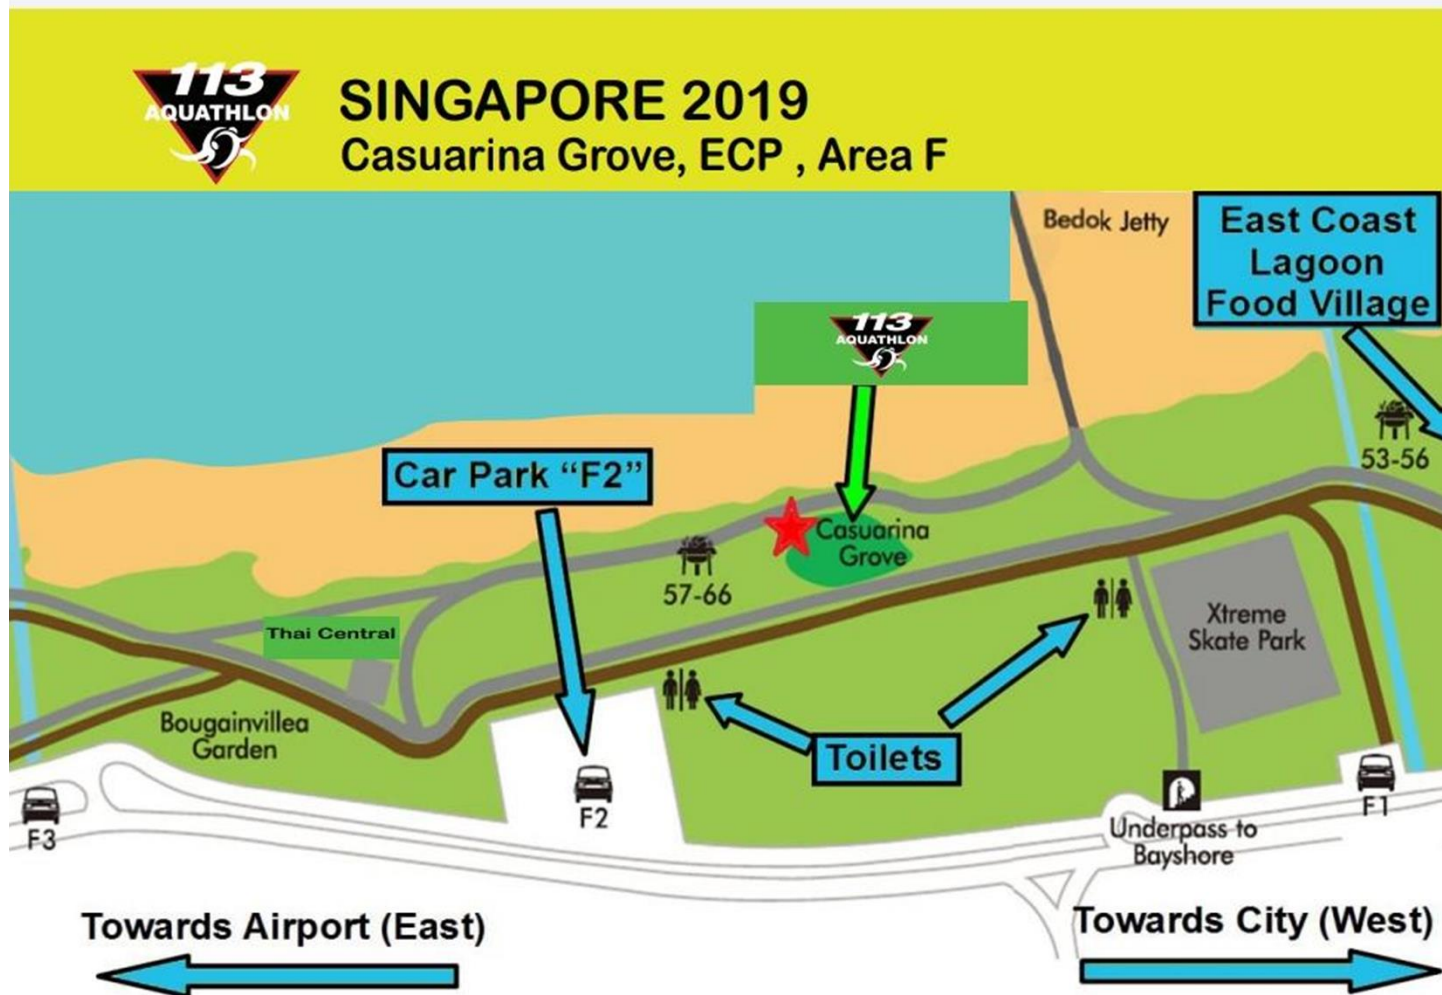 113
AQUATHLON
SINGAPORE 2019
Casuarina Grove, ECP , Area F
Bedok Jetty
East Coast
Lagoon
Food Village
113
AQUATHLON
Car Park “F2”
53-56
Casuarina
Grove
57-66
Thai Central
Xtreme
Skate Park
Bougainvillea
Garden
Toilets
F3
F2
F1
Underpass to
Bayshore
Towards Airport (East)
Towards City (West)